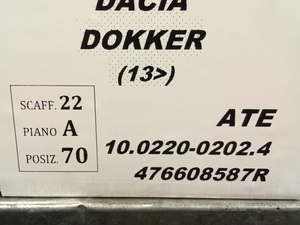 DACIA
DOKKER
(13>)
SCAFF. 22
PIANO A
POSIZ. 70
ATE
10.0220-0202.4
476608587R